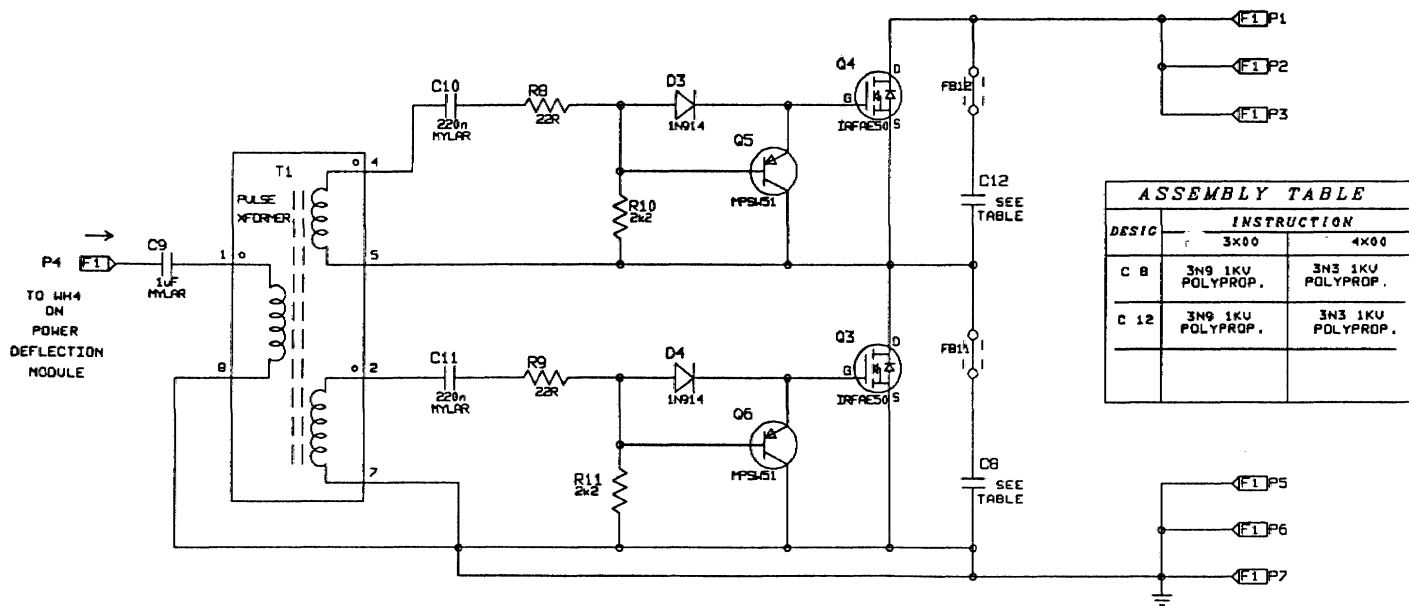 F1 P1
F1 P2
F1 P3
Q4
D
G
S
IRFAE50
FB12
C10
220n
MYLAR
R8
22R
D3
1N914
Q5
MPSW51
R10
2k2
C12
SEE
TABLE
T1
PULSE
XFORMER
4
5
1
8
2
7
P4 F1
C9
1uF
MYLAR
TO WH4
ON
POWER
DEFLECTION
MODULE
C11
220n
MYLAR
R9
22R
D4
1N914
Q6
MPSW51
R11
2k2
Q3
D
G
S
IRFAE50
FB11
C8
SEE
TABLE
ASSEMBLY TABLE
DESIG INSTRUCTION
3X00 4X00
C 8 3N9 1KV POLYPROP. 3N3 1KV POLYPROP.
C 12 3N9 1KV POLYPROP. 3N3 1KV POLYPROP.
F1 P5
F1 P6
F1 P7